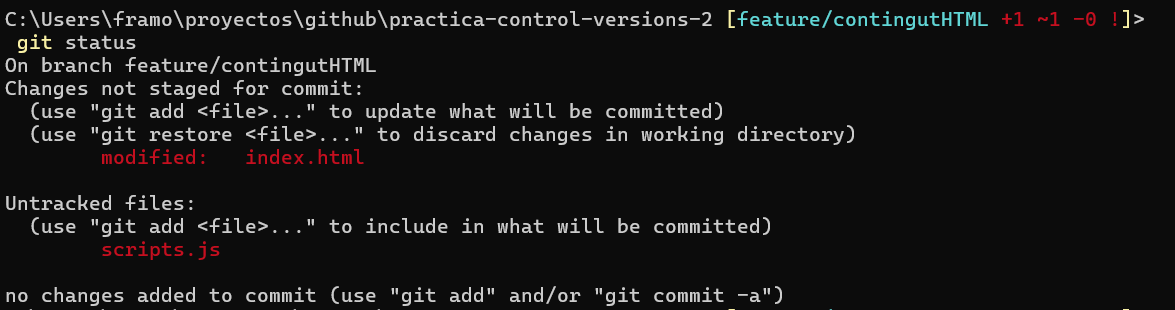 C:\Users\framo\proyectos\github\practica-control-versions-2 [feature/contingutHTML +1 ~1 -0 !]>
git status
On branch feature/contingutHTML
Changes not staged for commit:
(use "git add <file>..." to update what will be committed)
(use "git restore <file>..." to discard changes in working directory)
modified: index.html
Untracked files:
(use "git add <file>..." to include in what will be committed)
scripts.js
no changes added to commit (use "git add" and/or "git commit -a")